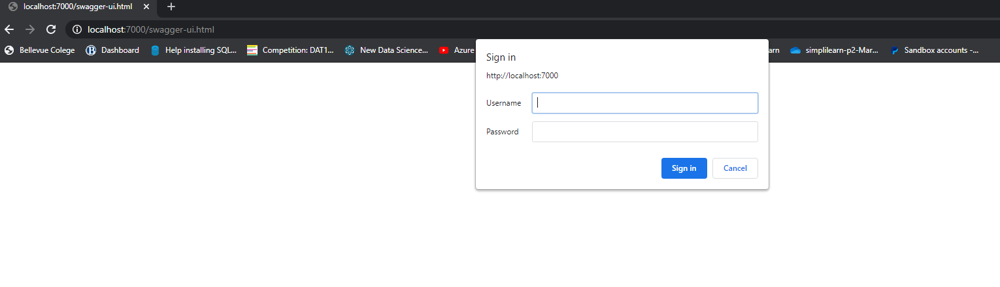 localhost:7000/swagger-ui.html
localhost:7000/swagger-ui.html
Bellevue Colege Dashboard Help installing SQL... Competition: DAT1... New Data Science... Azure arn simplilearn-p2-Mar... Sandbox accounts -...
Sign in
http://localhost:7000
Username
Password
Sign in Cancel